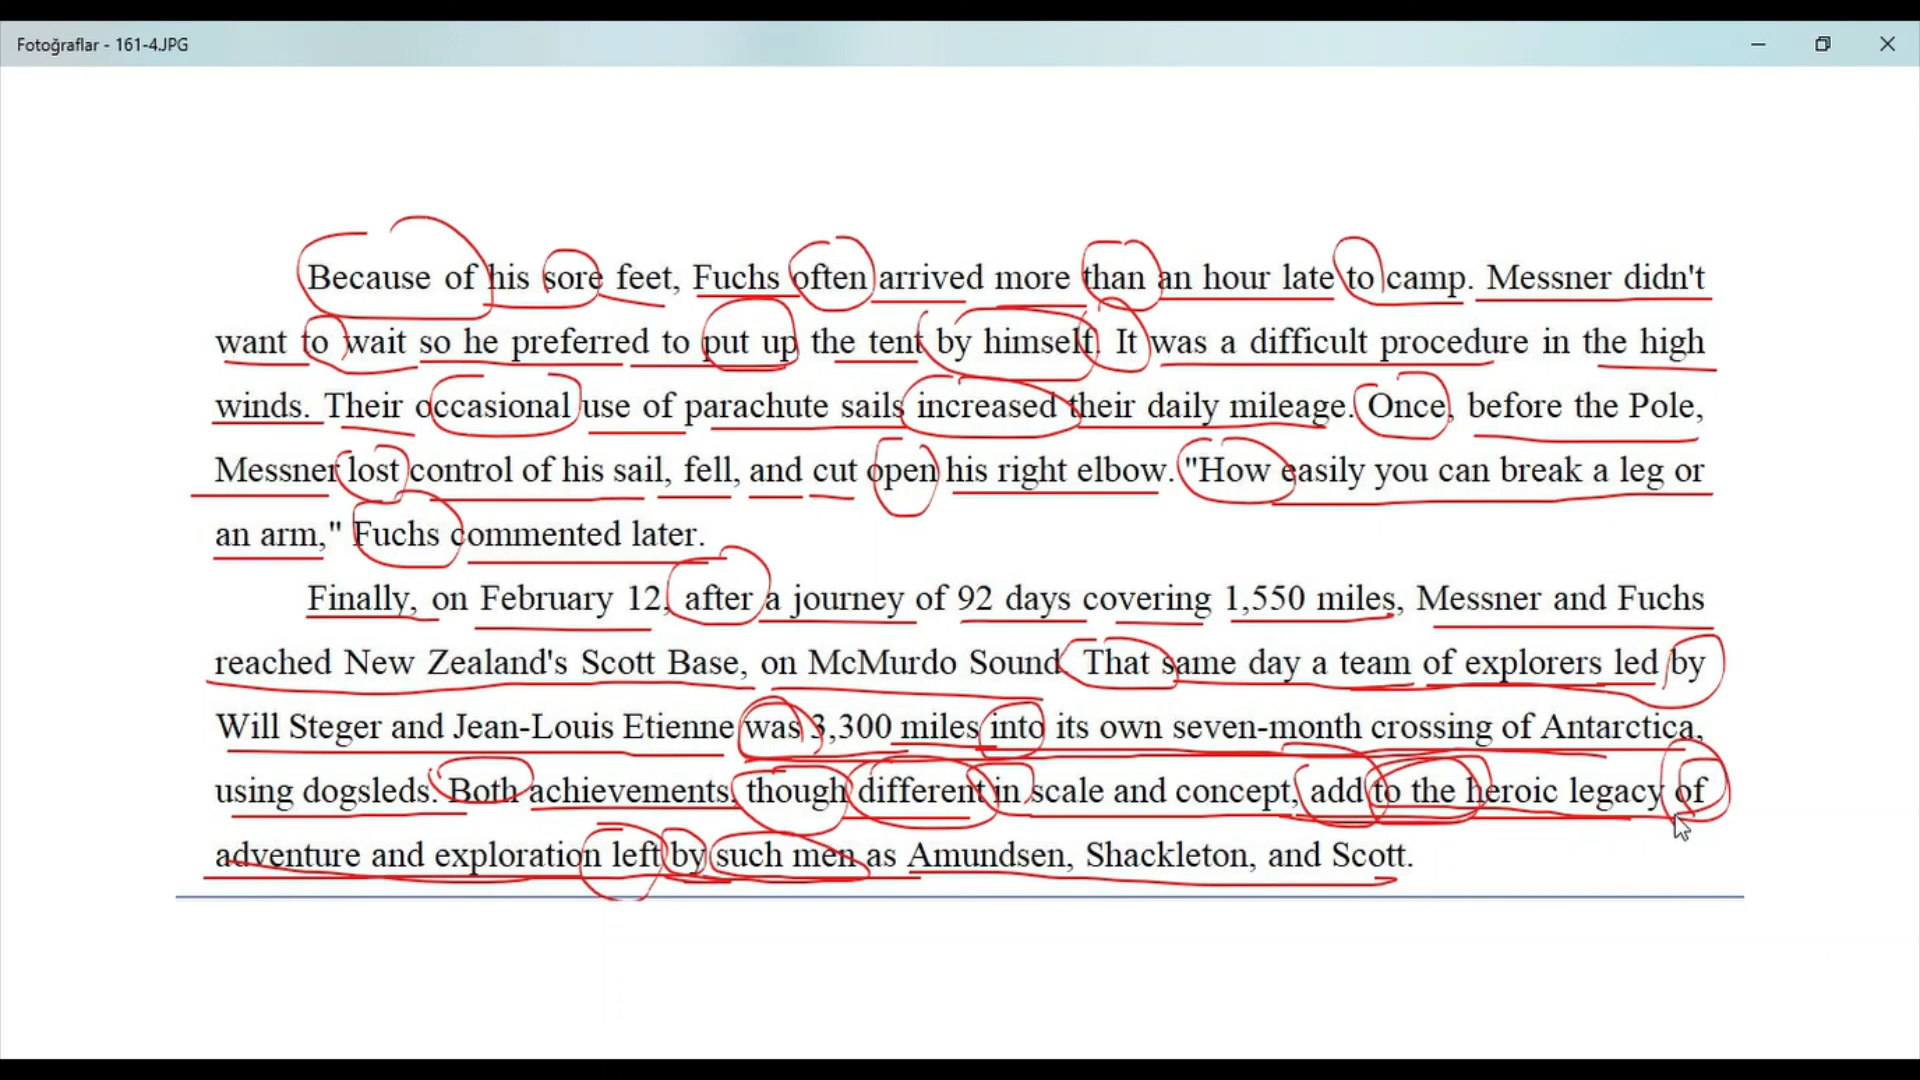 Fotoğraflar - 161-4.JPG
Because of his sore feet, Fuchs often arrived more than an hour late to camp. Messner didn't
want to wait so he preferred to put up the tent by himself. It was a difficult procedure in the high
winds. Their occasional use of parachute sails increased their daily mileage. Once, before the Pole,
Messner lost control of his sail, fell, and cut open his right elbow. "How easily you can break a leg or
an arm," Fuchs commented later.
Finally, on February 12, after a journey of 92 days covering 1,550 miles, Messner and Fuchs
reached New Zealand's Scott Base, on McMurdo Sound. That same day a team of explorers led by
Will Steger and Jean-Louis Etienne was 3,300 miles into its own seven-month crossing of Antarctica,
using dogsleds. Both achievements, though different in scale and concept, add to the heroic legacy of
adventure and exploration left by such men as Amundsen, Shackleton, and Scott.